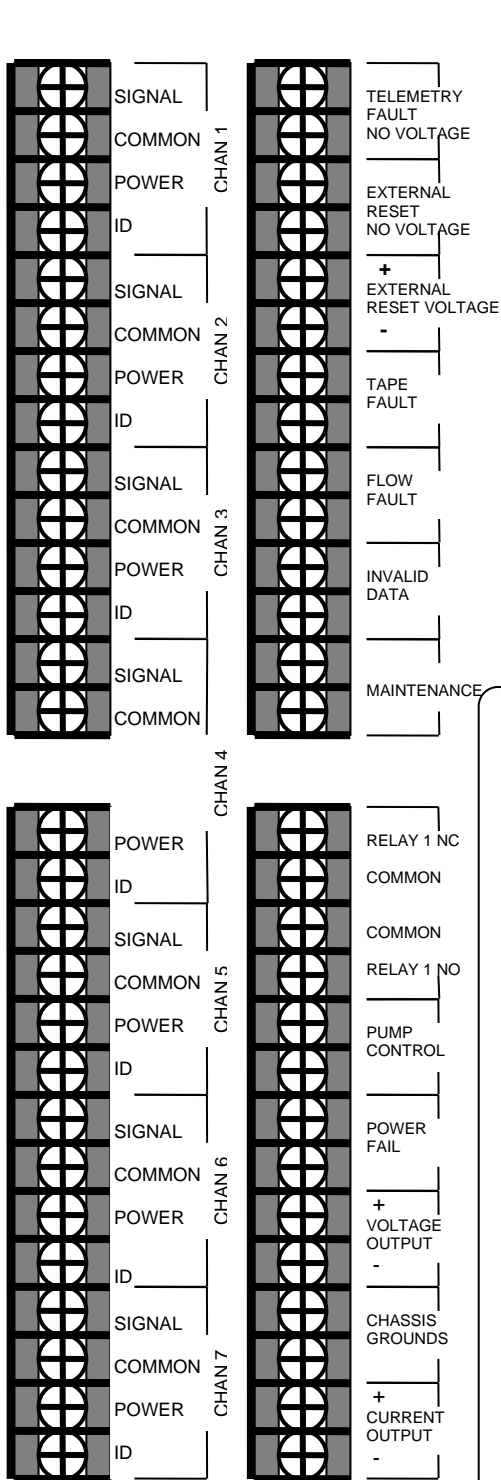 SIGNAL
COMMON
POWER
ID
CHAN 1
SIGNAL
COMMON
POWER
ID
CHAN 2
SIGNAL
COMMON
POWER
ID
CHAN 3
SIGNAL
COMMON
CHAN 4
POWER
ID
SIGNAL
COMMON
POWER
ID
CHAN 5
SIGNAL
COMMON
POWER
ID
CHAN 6
SIGNAL
COMMON
POWER
ID
CHAN 7
TELEMETRY
FAULT
NO VOLTAGE
EXTERNAL
RESET
NO VOLTAGE
+
EXTERNAL
RESET VOLTAGE
-
TAPE
FAULT
FLOW
FAULT
INVALID
DATA
MAINTENANCE
RELAY 1 NC
COMMON
COMMON
RELAY 1 NO
PUMP
CONTROL
POWER
FAIL
+
VOLTAGE
OUTPUT
-
CHASSIS
GROUNDS
+
CURRENT
OUTPUT
-